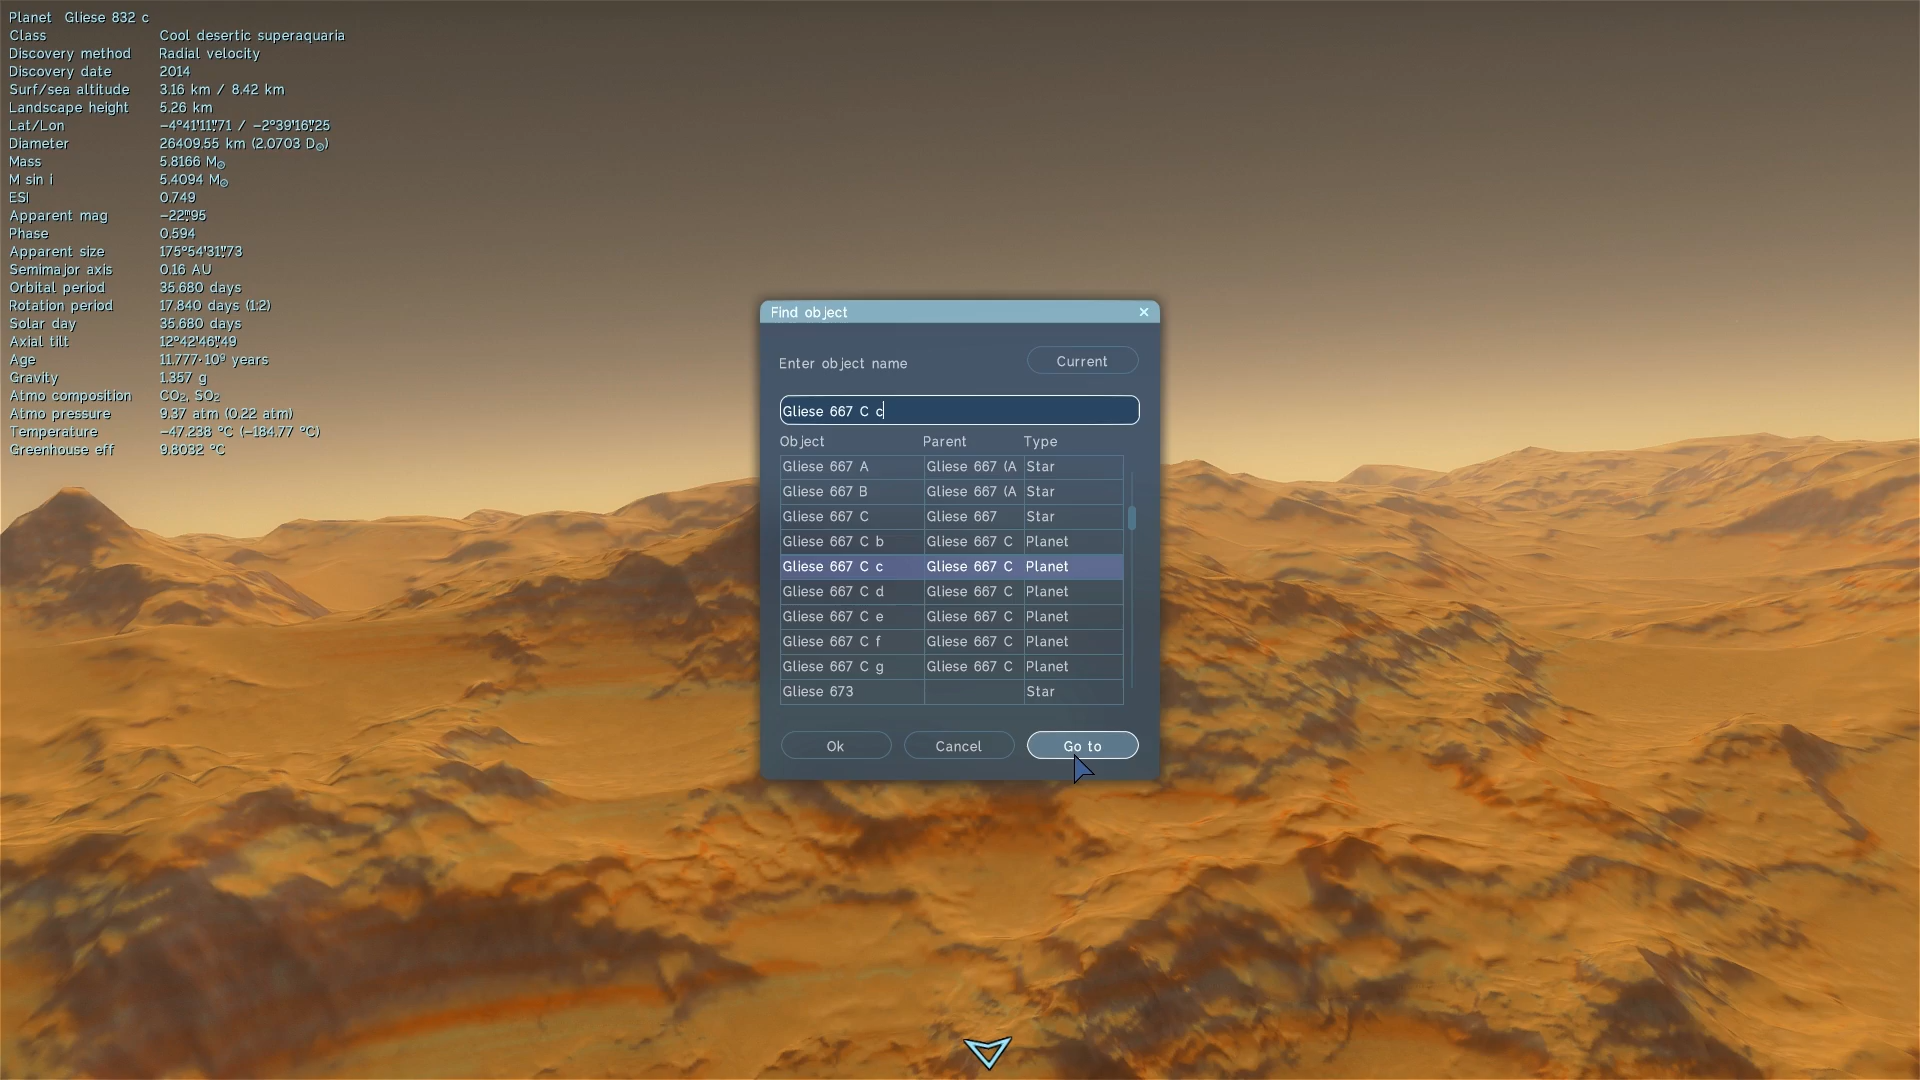 Planet Gliese 832 c
Class Cool desertic superaquaria
Discovery method Radial velocity
Discovery date 2014
Surf/sea altitude 3.16 km / 8.42 km
Landscape height 5.26 km
Lat/Lon −4°41'11"71 / −2°39'16"25
Diameter 26409.55 km (2.0703 D⊙)
Mass 5.8166 M⊙
M sin i 5.4094 M⊙
ESI 0.749
Apparent mag −22ᵐ95
Phase 0.594
Apparent size 175°54'31"73
Semimajor axis 0.16 AU
Orbital period 35.680 days
Rotation period 17.840 days (1:2)
Solar day 35.680 days
Axial tilt 12°42'46"49
Age 11.777·10⁹ years
Gravity 1.357 g
Atmo composition CO₂, SO₂
Atmo pressure 9.37 atm (0.22 atm)
Temperature −47.238 °C (−184.77 °C)
Greenhouse eff 9.8032 °C
Find object
Enter object name Current
Gliese 667 C c
Object Parent Type
Gliese 667 A Gliese 667 (A Star
Gliese 667 B Gliese 667 (A Star
Gliese 667 C Gliese 667 Star
Gliese 667 C b Gliese 667 C Planet
Gliese 667 C c Gliese 667 C Planet
Gliese 667 C d Gliese 667 C Planet
Gliese 667 C e Gliese 667 C Planet
Gliese 667 C f Gliese 667 C Planet
Gliese 667 C g Gliese 667 C Planet
Gliese 673 Star
Ok Cancel Go to